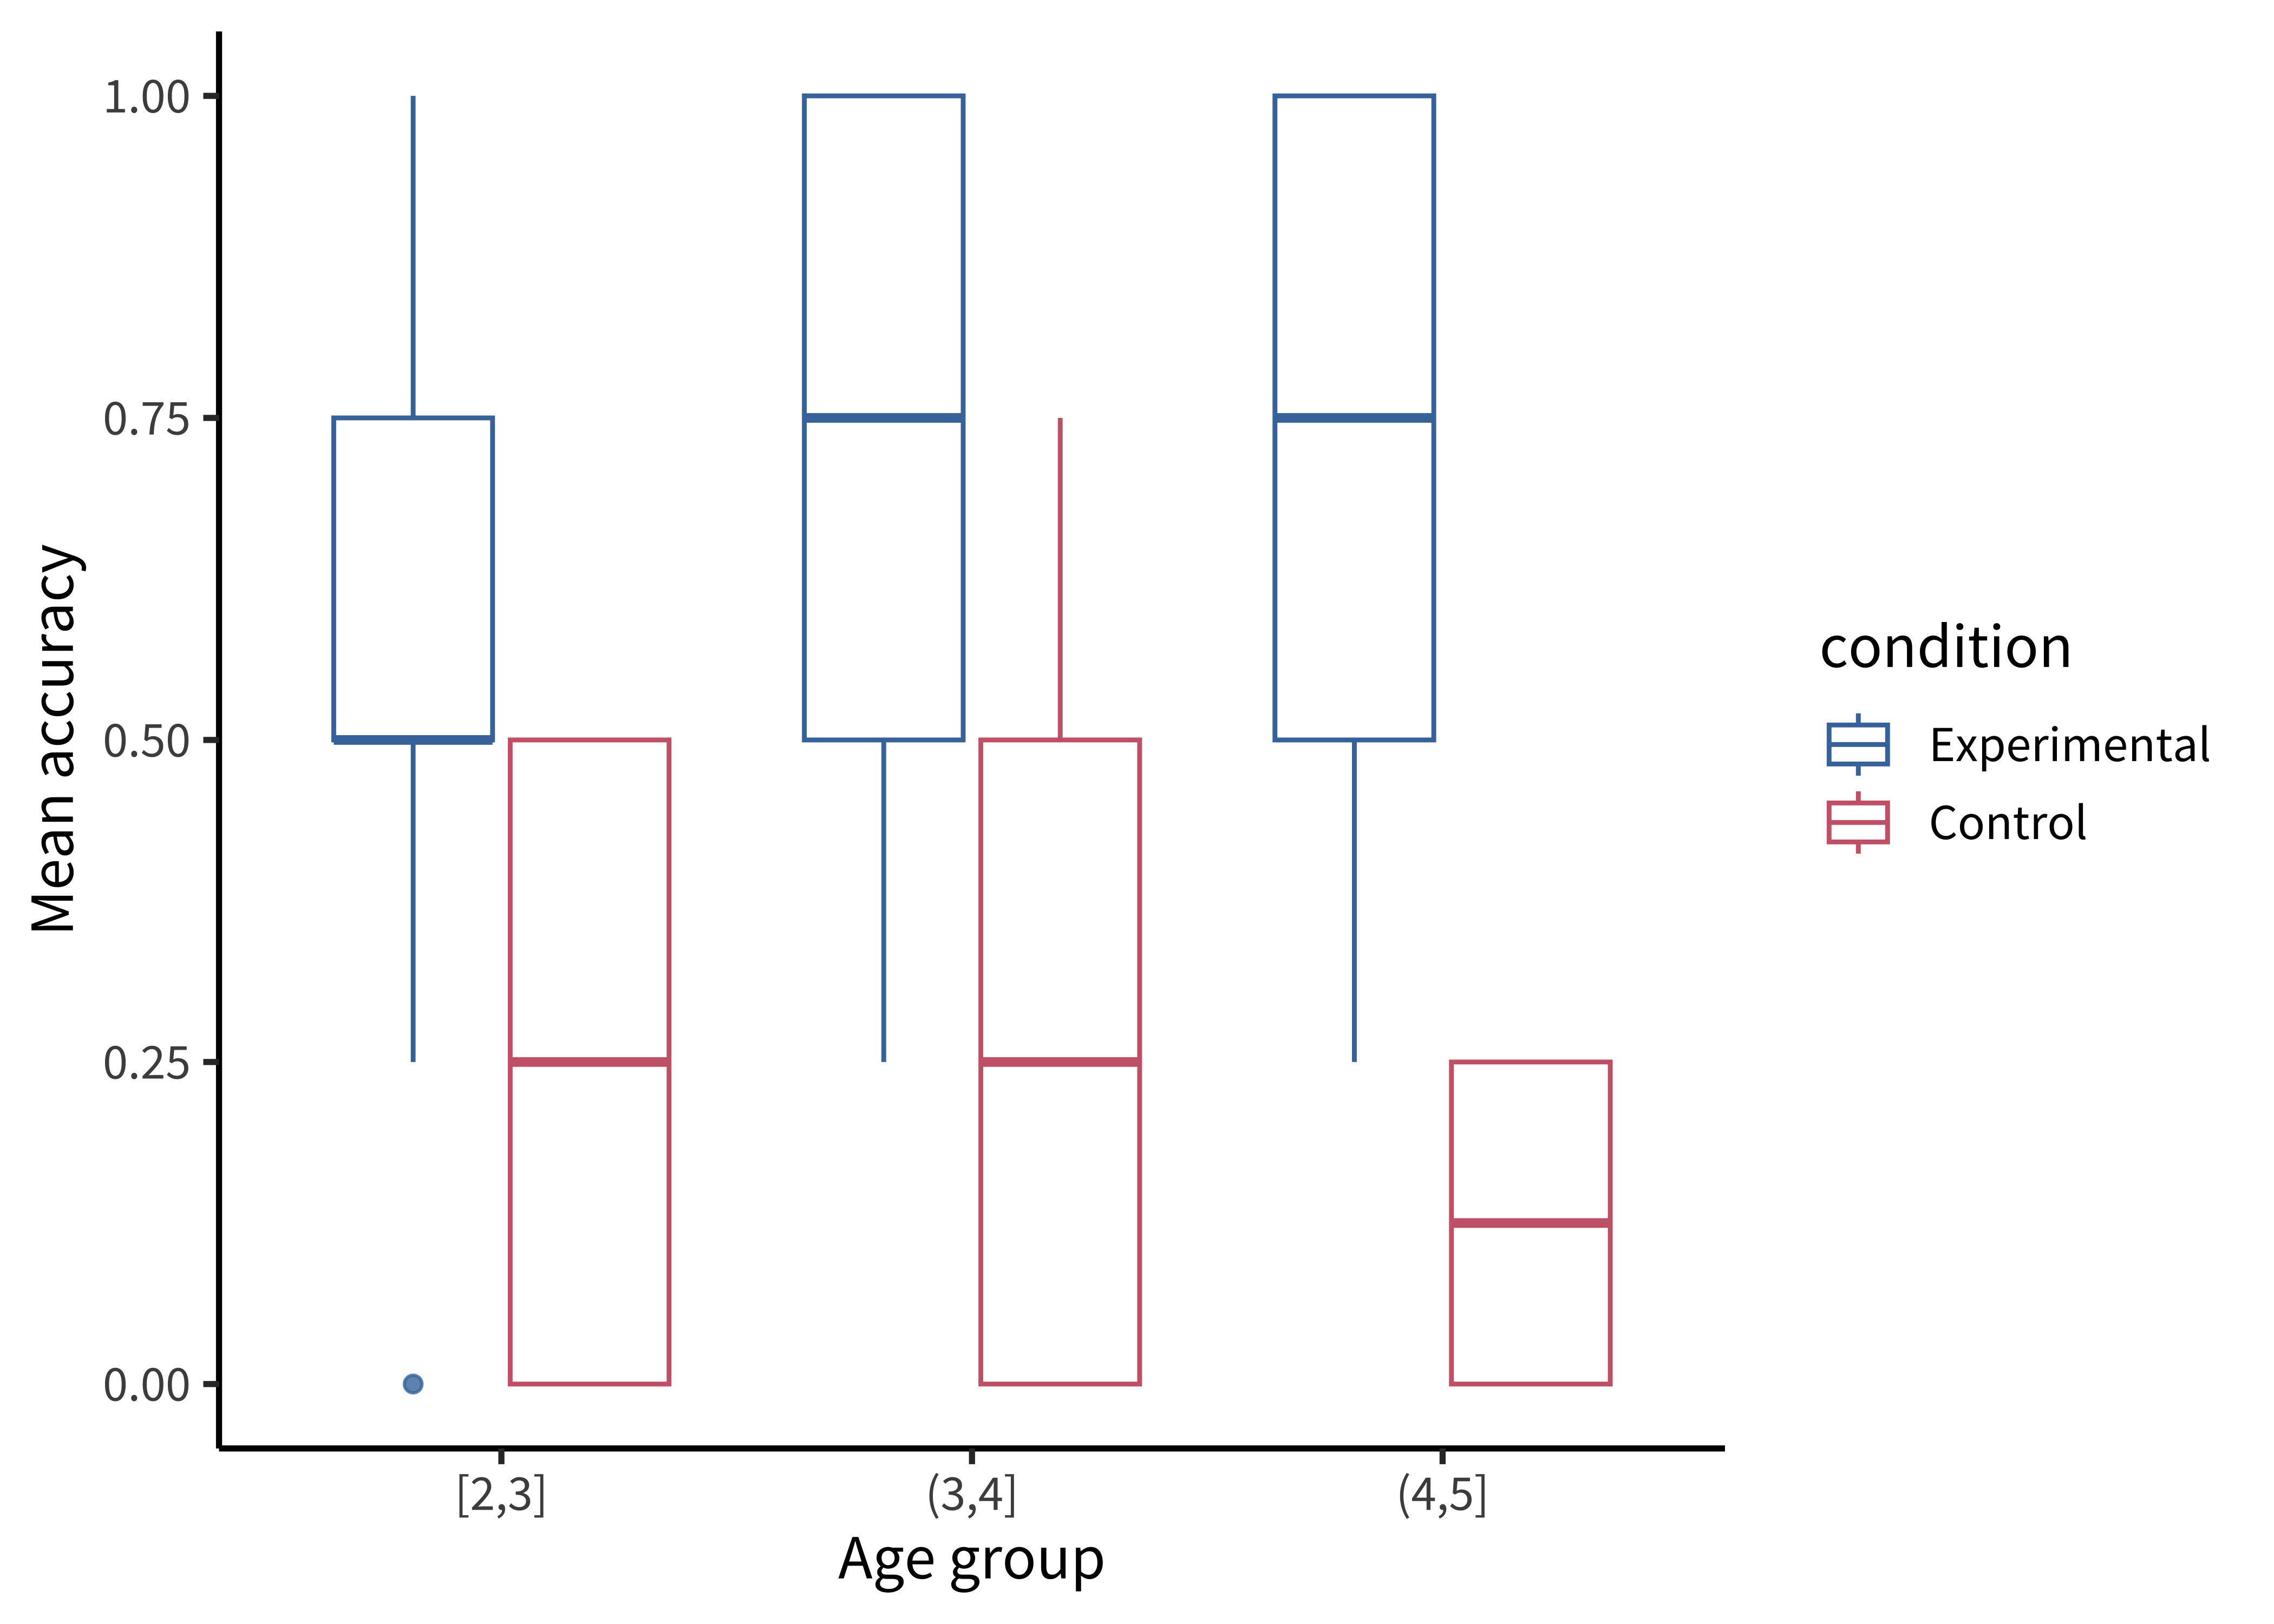 Mean accuracy
1.00
0.75
0.50
0.25
0.00
[2,3]
(3,4]
(4,5]
Age group
condition
Experimental
Control